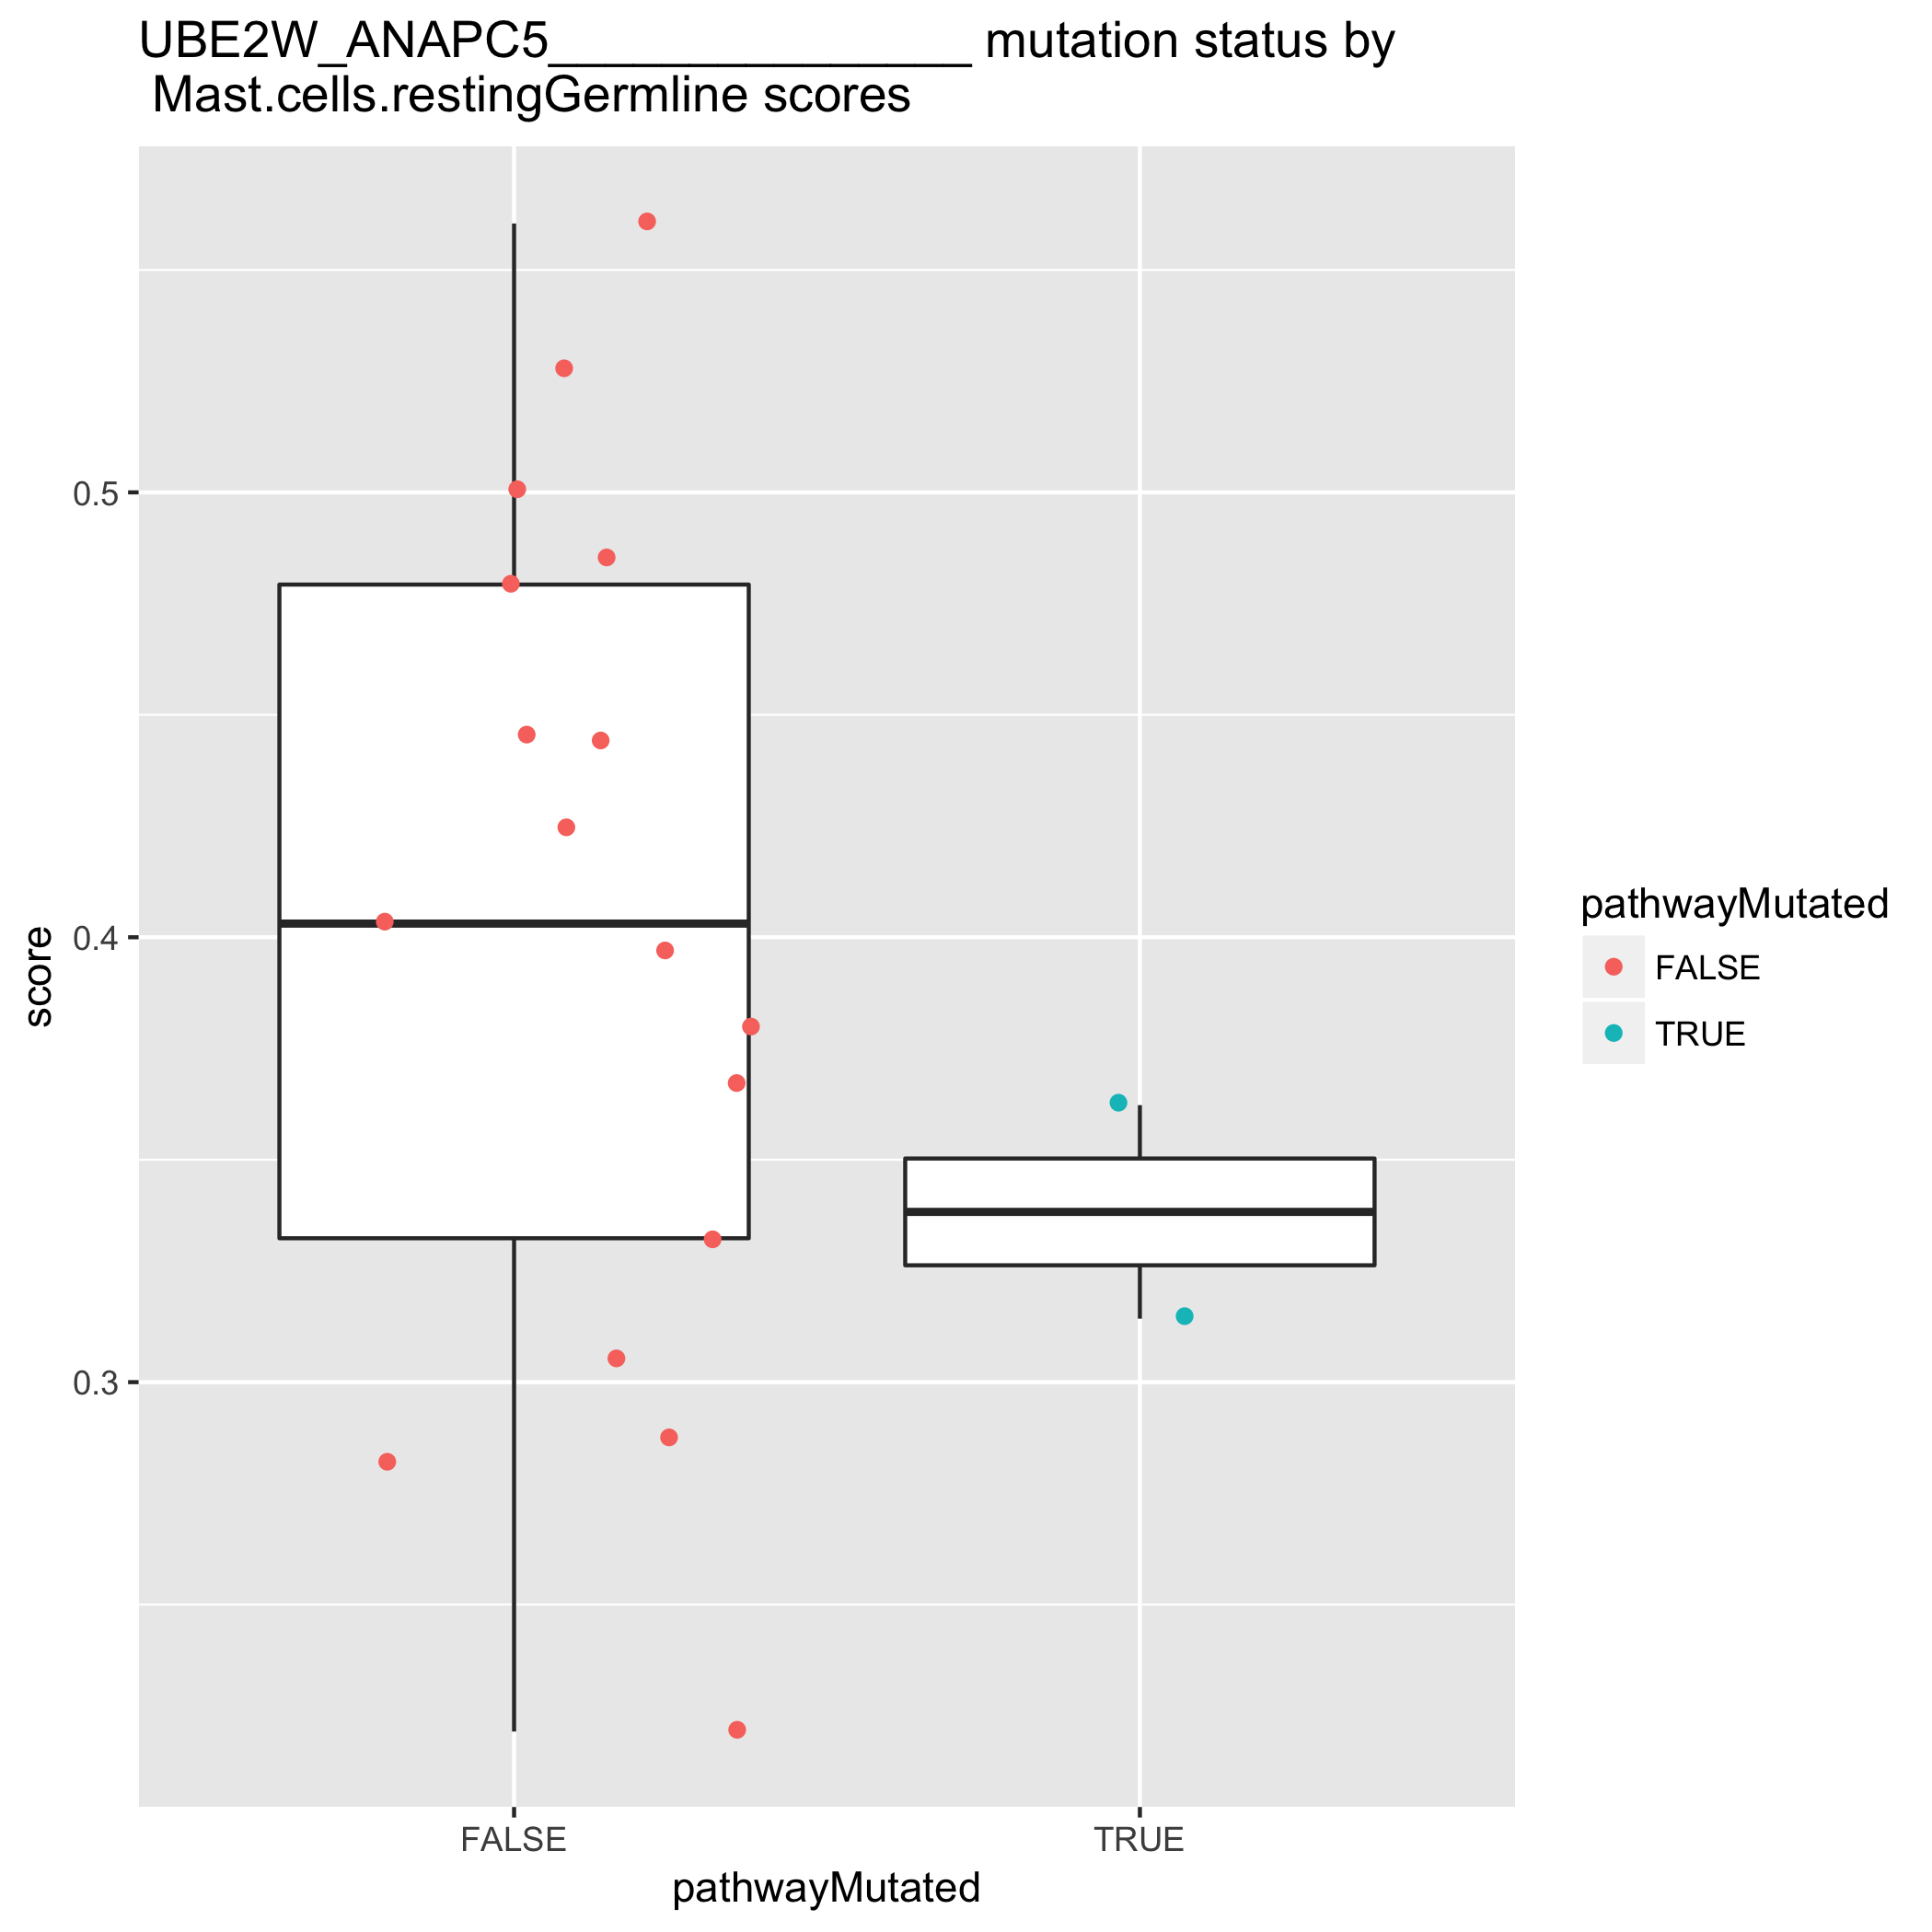 UBE2W_ANAPC5_______________ mutation status by
Mast.cells.restingGermline scores
score
0.5
0.4
0.3
FALSE
TRUE
pathwayMutated
pathwayMutated
FALSE
TRUE